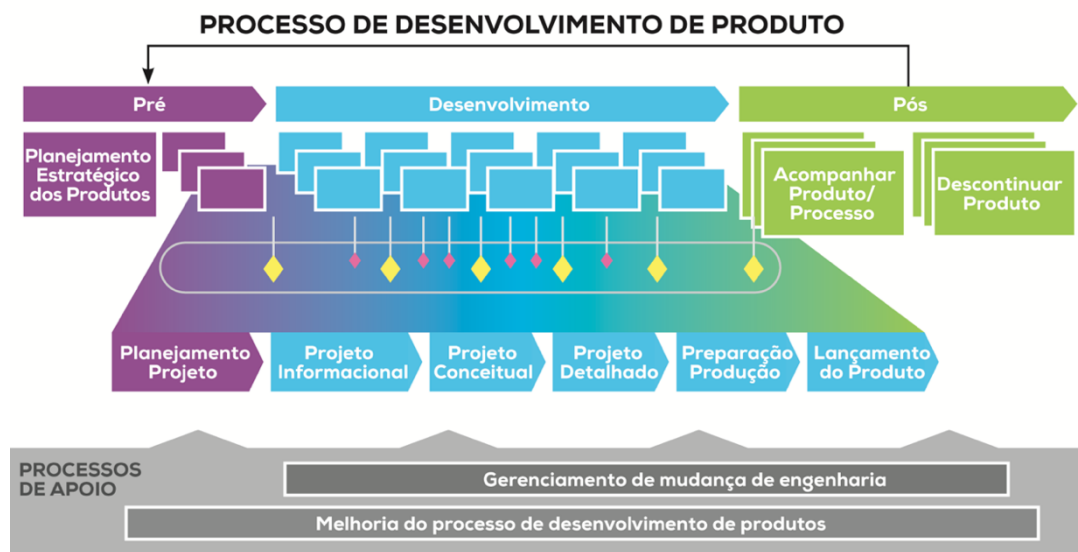 PROCESSO DE DESENVOLVIMENTO DE PRODUTO
Pré
Desenvolvimento
Pós
Planejamento
Estratégico
dos Produtos
Acompanhar
Produto/
Processo
Descontinuar
Produto
Planejamento
Projeto
Projeto
Informacional
Projeto
Conceitual
Projeto
Detalhado
Preparação
Produção
Lançamento
do Produto
PROCESSOS
DE APOIO
Gerenciamento de mudança de engenharia
Melhoria do processo de desenvolvimento de produtos